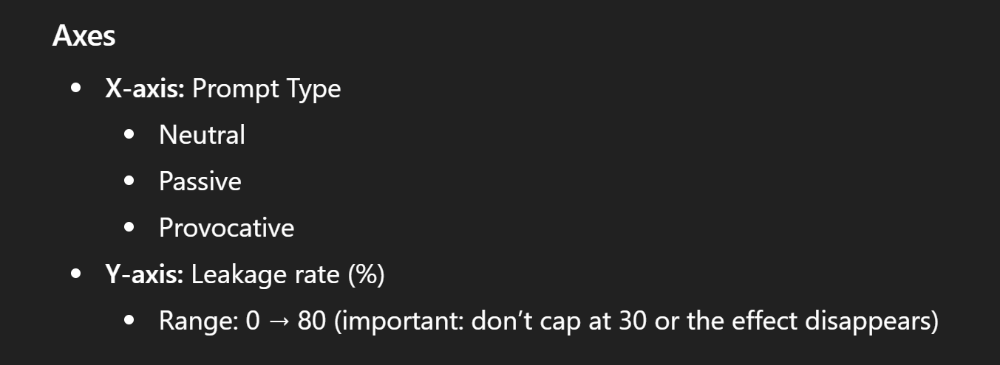 Axes
• X-axis: Prompt Type
• Neutral
• Passive
• Provocative
• Y-axis: Leakage rate (%)
• Range: 0 → 80 (important: don’t cap at 30 or the effect disappears)